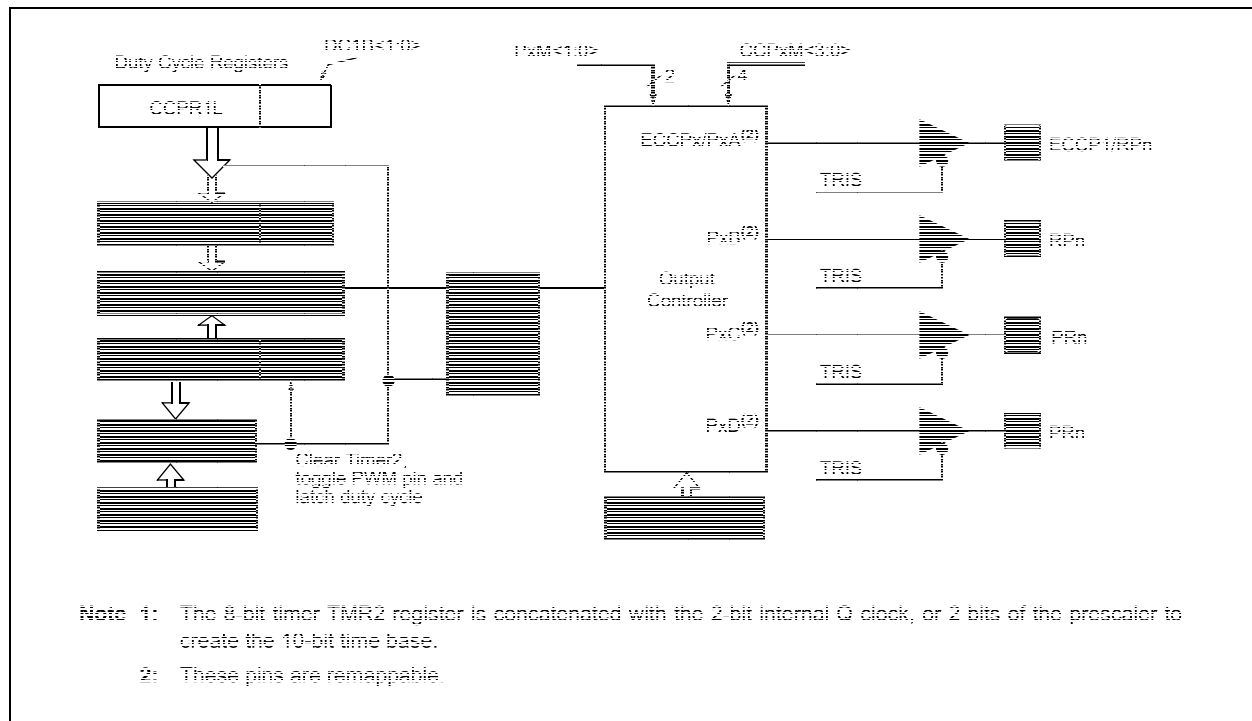 DC1B<1:0>
Duty Cycle Registers
CCPR1L
PxM<1:0>
CCPxM<3:0>
2
4
ECCPx/PxA(2)
ECCP1/RPn
TRIS
PxB(2)
RPn
TRIS
Output
Controller
PxC(2)
PRn
TRIS
PxD(2)
PRn
TRIS
Clear Timer2,
toggle PWM pin and
latch duty cycle
Note 1: The 8-bit timer TMR2 register is concatenated with the 2-bit internal Q clock, or 2 bits of the prescaler to
create the 10-bit time base.
2: These pins are remappable.